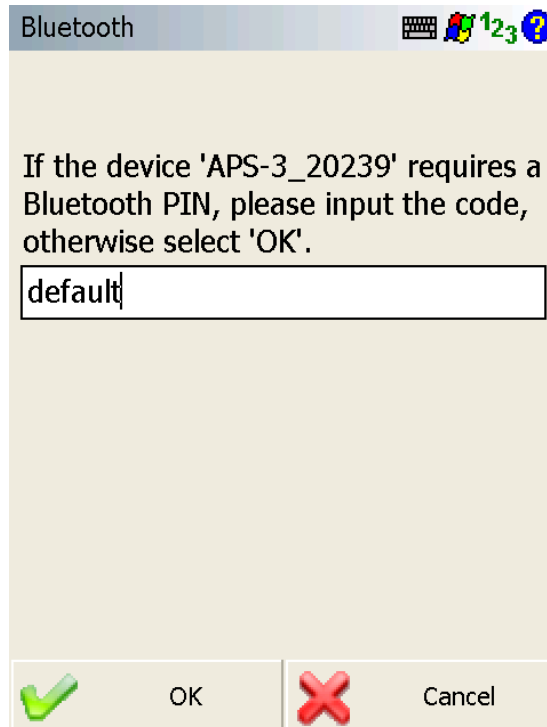 Bluetooth 123 ?
If the device 'APS-3_20239' requires a
Bluetooth PIN, please input the code,
otherwise select 'OK'.
default
OK Cancel